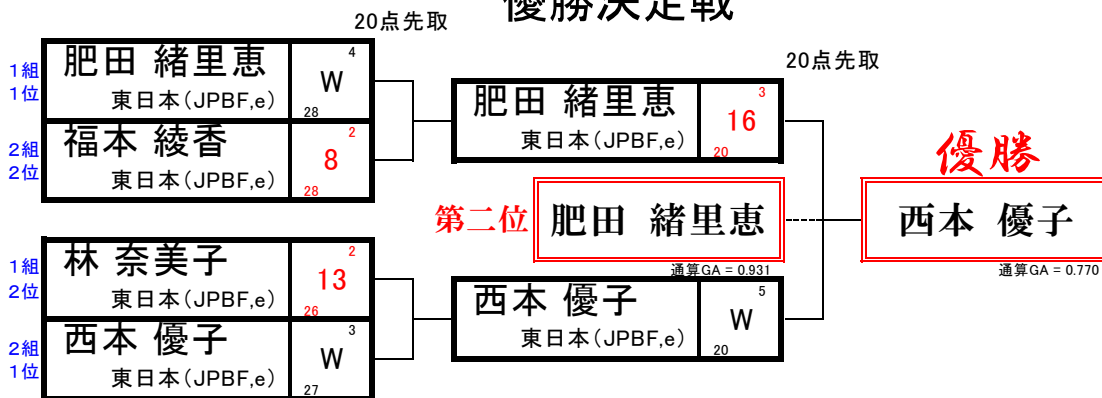 優勝決定戦
20点先取
1組
1位
肥田 緒里恵
東日本(JPBF,e)
4
W
28
2組
2位
福本 綾香
東日本(JPBF,e)
2
8
28
1組
2位
林 奈美子
東日本(JPBF,e)
2
13
26
2組
1位
西本 優子
東日本(JPBF,e)
3
W
27
20点先取
肥田 緒里恵
東日本(JPBF,e)
3
16
20
第二位
肥田 緒里恵
通算GA = 0.931
西本 優子
東日本(JPBF,e)
5
W
20
優勝
西本 優子
通算GA = 0.770